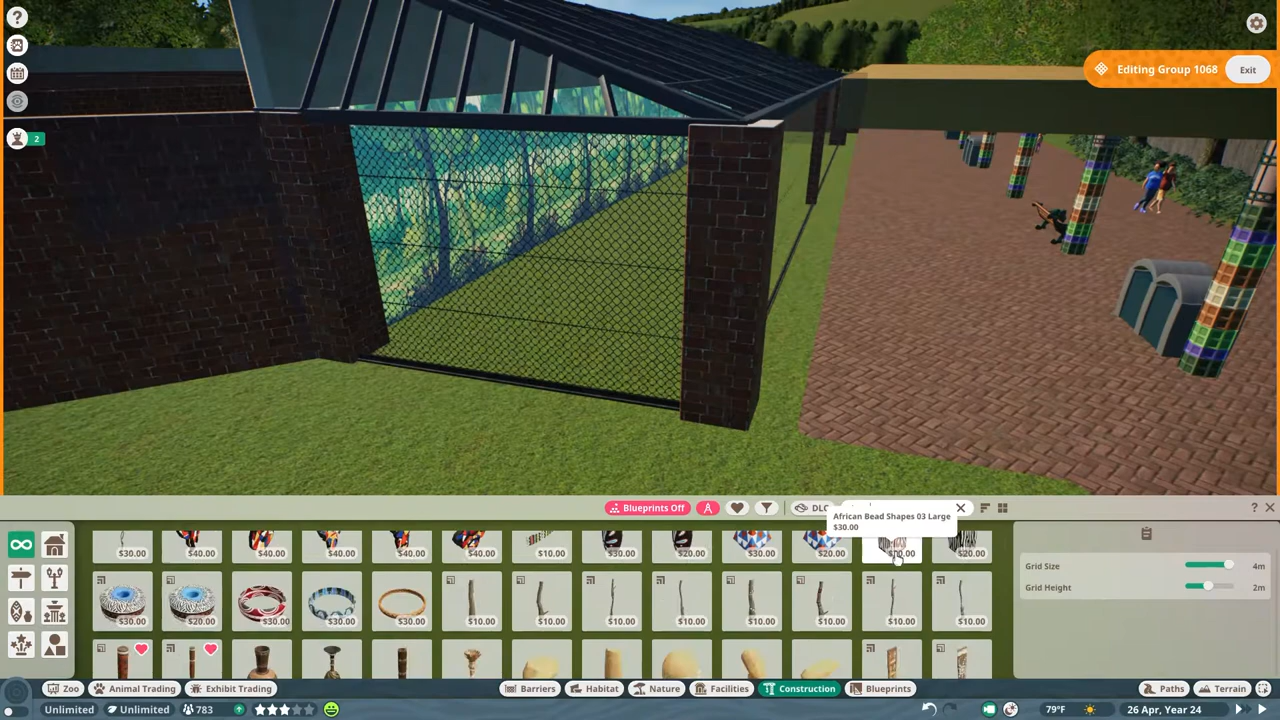 ?
Editing Group 1068
Exit
2
Blueprints Off
DLC
African Bead Shapes 03 Large
$30.00
?
$30.00
$40.00
$40.00
$40.00
$40.00
$40.00
$10.00
$30.00
$20.00
$30.00
$20.00
$20.00
$30.00
$20.00
$30.00
$30.00
$30.00
$10.00
$10.00
$10.00
$10.00
$10.00
$10.00
$10.00
$10.00
Grid Size
4m
Grid Height
2m
Zoo
Animal Trading
Exhibit Trading
Barriers
Habitat
Nature
Facilities
Construction
Blueprints
Paths
Terrain
Unlimited
Unlimited
783
79°F
26 Apr, Year 24